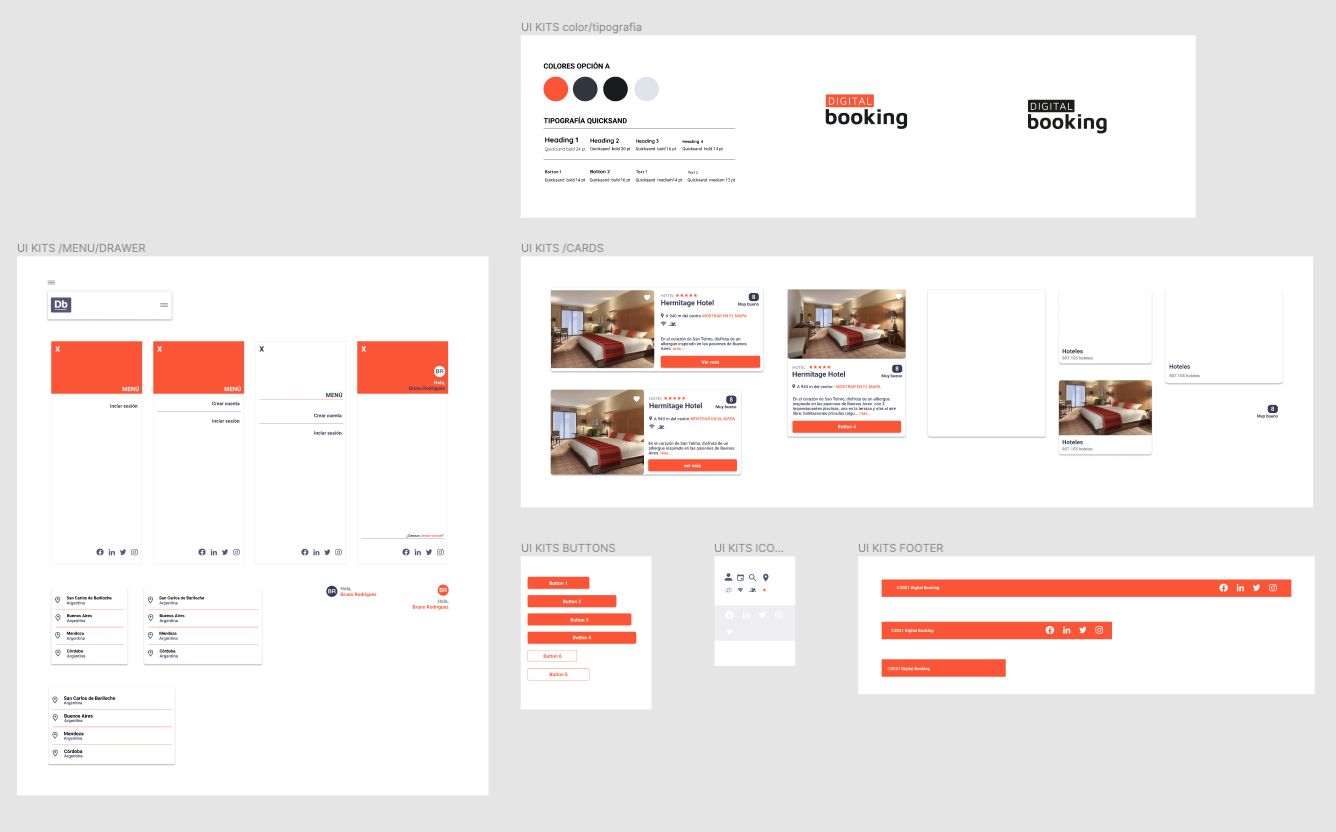 UI KITS color/tipografia
COLORES OPCIÓN A
TIPOGRAFÍA QUICKSAND
Heading 1
Quicksand bold 24 pt
Heading 2
Quicksand bold 20 pt
Heading 3
Quicksand bold 16 pt
Heading 4
Quicksand bold 14 pt
Botton 1
Quicksand bold 14 pt
Botton 2
Quicksand bold 16 pt
Text 1
Quicksand medium14 pt
Text 2
Quicksand medium 12 pt
DIGITAL
booking
DIGITAL
booking
UI KITS /MENU/DRAWER
Db
X
MENÚ
Iniciar sesión
X
MENÚ
Crear cuenta
Iniciar sesión
X
MENÚ
Crear cuenta
Iniciar sesión
X
BR
Hola,
Bruno Rodríguez
¿Deseas cerrar sesión?
San Carlos de Bariloche
Argentina
Buenos Aires
Argentina
Mendoza
Argentina
Córdoba
Argentina
San Carlos de Bariloche
Argentina
Buenos Aires
Argentina
Mendoza
Argentina
Córdoba
Argentina
BR
Hola,
Bruno Rodríguez
BR
Hola,
Bruno Rodríguez
San Carlos de Bariloche
Argentina
Buenos Aires
Argentina
Mendoza
Argentina
Córdoba
Argentina
UI KITS /CARDS
HOTEL
Hermitage Hotel
8
Muy bueno
A 940 m del centro MOSTRAR EN EL MAPA
En el corazón de San Telmo, disfruta de un
albergue inspirado en las pasiones de Buenos
Aires. más...
Ver más
HOTEL
Hermitage Hotel
8
Muy bueno
A 940 m del centro MOSTRAR EN EL MAPA
En el corazón de San Telmo, disfruta de un
albergue inspirado en las pasiones de Buenos
Aires. más...
ver más
HOTEL
Hermitage Hotel
8
Muy bueno
A 940 m del centro - MOSTRAR EN EL MAPA
En el corazón de San Telmo, disfruta de un albergue
inspirado en las pasiones de Buenos Aires. con 2
impresionantes piscinas, una en la terraza y otra al aire
libre, habitaciones privadas (algu... más...
Button 4
Hoteles
807.105 hoteles
Hoteles
807.105 hoteles
Hoteles
807.105 hoteles
8
Muy bueno
UI KITS BUTTONS
Button 1
Button 2
Button 3
Button 4
Button 6
Button 5
UI KITS ICO...
UI KITS FOOTER
©2021 Digital Booking
©2021 Digital Booking
©2021 Digital Booking